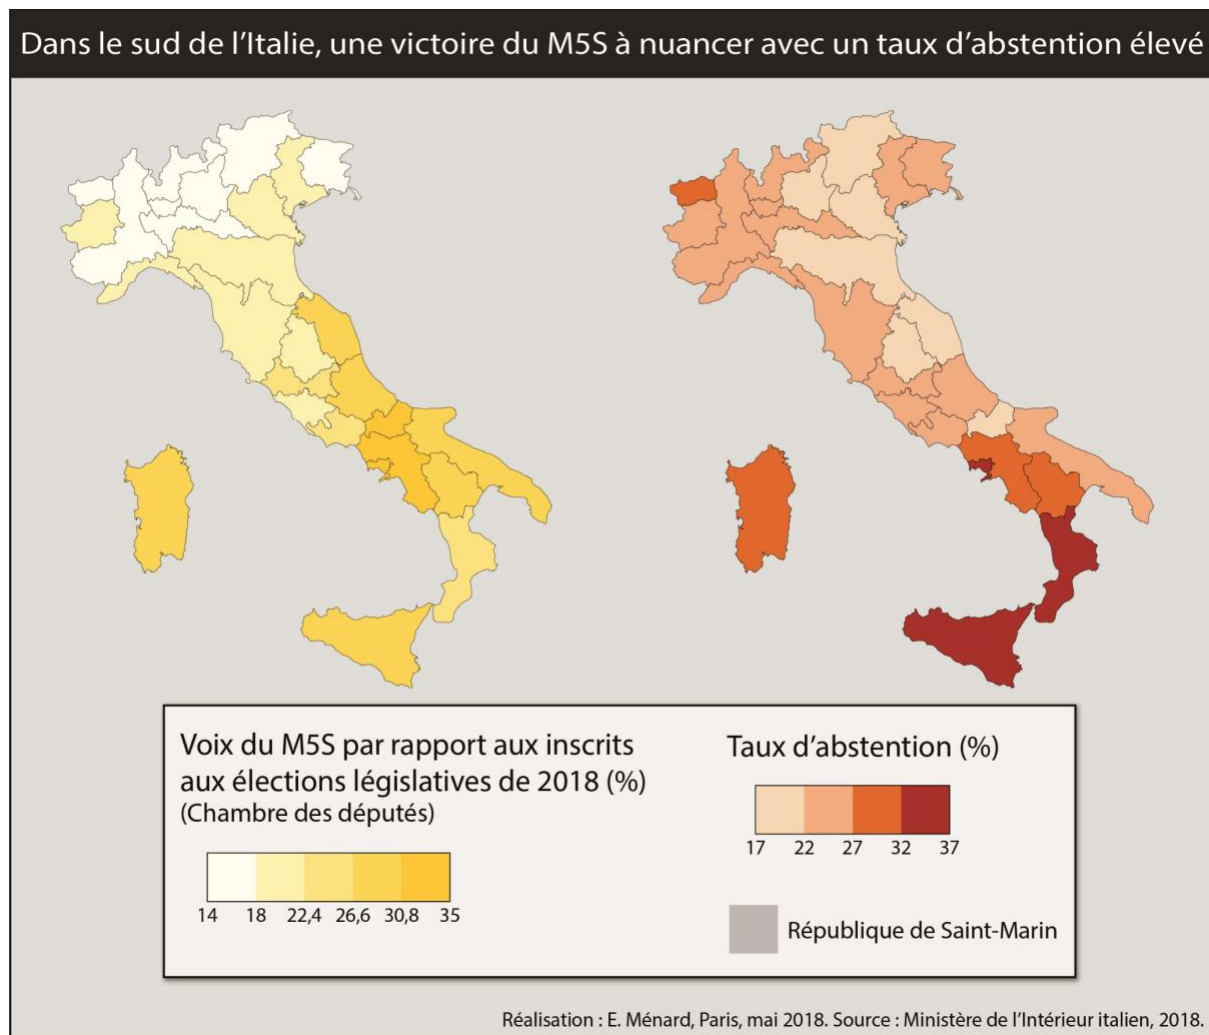 Dans le sud de l’Italie, une victoire du M5S à nuancer avec un taux d’abstention élevé
Voix du M5S par rapport aux inscrits
aux élections législatives de 2018 (%)
(Chambre des députés)
14 18 22,4 26,6 30,8 35
Taux d’abstention (%)
17 22 27 32 37
République de Saint-Marin
Réalisation : E. Ménard, Paris, mai 2018. Source : Ministère de l’Intérieur italien, 2018.